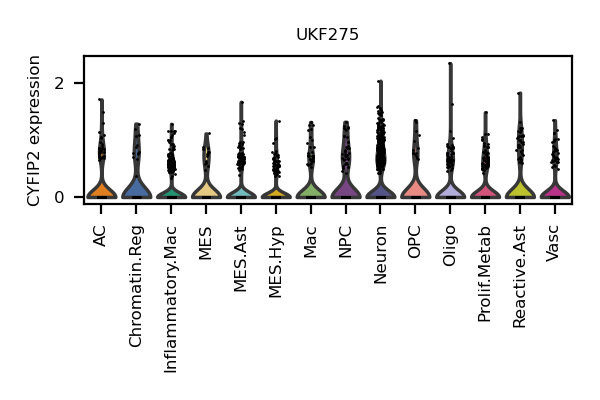 UKF275
CYFIP2 expression
2
0
AC
Chromatin.Reg
Inflammatory.Mac
MES
MES.Ast
MES.Hyp
Mac
NPC
Neuron
OPC
Oligo
Prolif.Metab
Reactive.Ast
Vasc